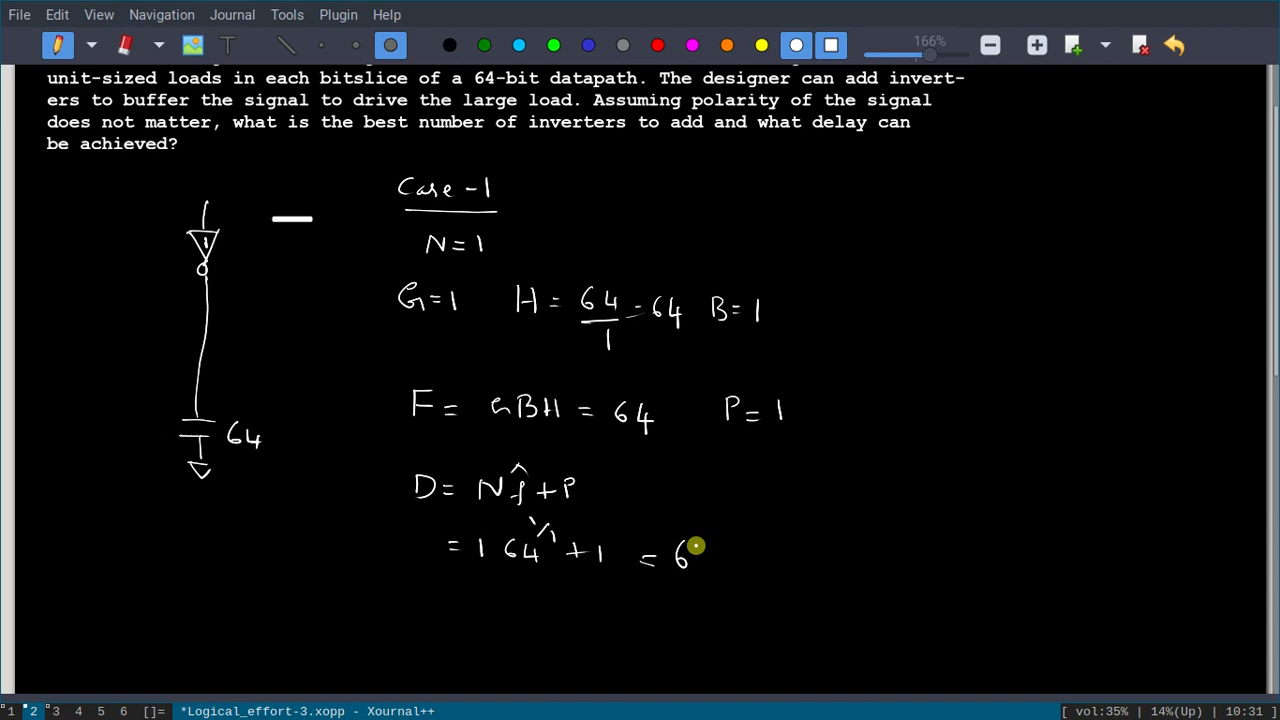 File Edit View Navigation Journal Tools Plugin Help
T 166%
unit-sized loads in each bitslice of a 64-bit datapath. The designer can add invert-
ers to buffer the signal to drive the large load. Assuming polarity of the signal
does not matter, what is the best number of inverters to add and what delay can
be achieved?
Case -1
N = 1
1
G = 1 H = 64/1 = 64 B = 1
F = GBH = 64 P = 1
64
D = Nf̂ + P
= 1 64^1/1 + 1 = 6
1 2 3 4 5 6 []= *Logical_effort-3.xopp - Xournal++ [ vol:35% | 14%(Up) | 10:31